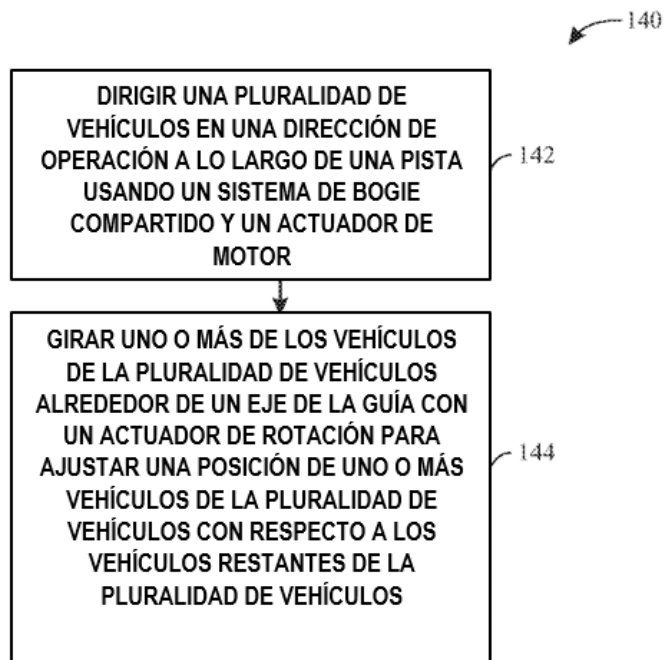 140
DIRIGIR UNA PLURALIDAD DE
VEHÍCULOS EN UNA DIRECCIÓN DE
OPERACIÓN A LO LARGO DE UNA PISTA
USANDO UN SISTEMA DE BOGIE
COMPARTIDO Y UN ACTUADOR DE
MOTOR
142
GIRAR UNO O MÁS DE LOS VEHÍCULOS
DE LA PLURALIDAD DE VEHÍCULOS
ALREDEDOR DE UN EJE DE LA GUÍA CON
UN ACTUADOR DE ROTACIÓN PARA
AJUSTAR UNA POSICIÓN DE UNO O MÁS
VEHÍCULOS DE LA PLURALIDAD DE
VEHÍCULOS CON RESPECTO A LOS
VEHÍCULOS RESTANTES DE LA
PLURALIDAD DE VEHÍCULOS
144